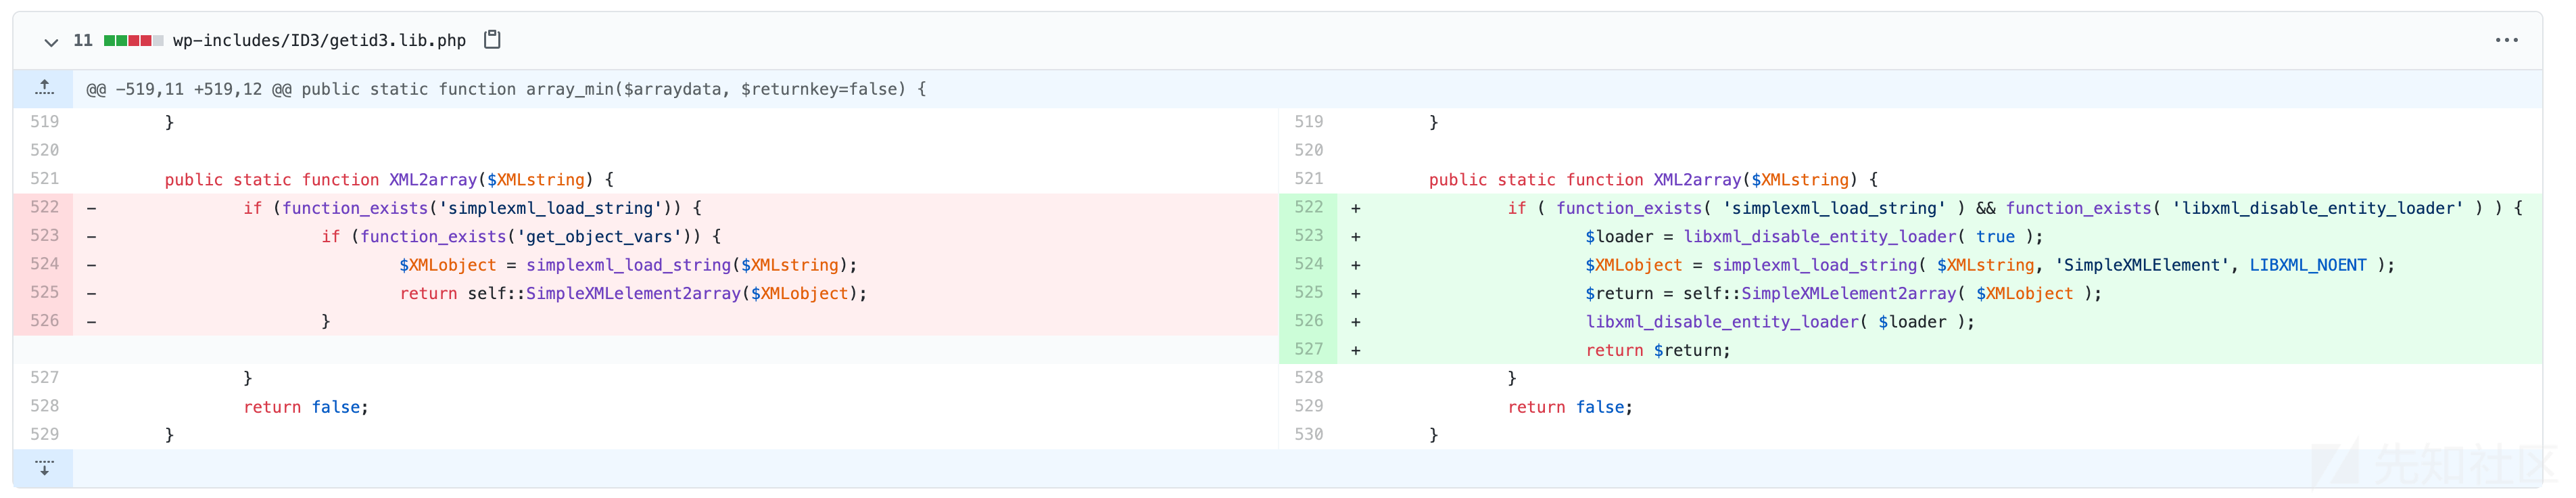 11 wp-includes/ID3/getid3.lib.php
@@ -519,11 +519,12 @@ public static function array_min($arraydata, $returnkey=false) {
519 }
520
521 public static function XML2array($XMLstring) {
522 - if (function_exists('simplexml_load_string')) {
523 - if (function_exists('get_object_vars')) {
524 - $XMLobject = simplexml_load_string($XMLstring);
525 - return self::SimpleXMLelement2array($XMLobject);
526 - }
527 }
528 return false;
529 }
519 }
520
521 public static function XML2array($XMLstring) {
522 + if ( function_exists( 'simplexml_load_string' ) && function_exists( 'libxml_disable_entity_loader' ) ) {
523 + $loader = libxml_disable_entity_loader( true );
524 + $XMLobject = simplexml_load_string( $XMLstring, 'SimpleXMLElement', LIBXML_NOENT );
525 + $return = self::SimpleXMLelement2array( $XMLobject );
526 + libxml_disable_entity_loader( $loader );
527 + return $return;
528 }
529 return false;
530 }
先知社区